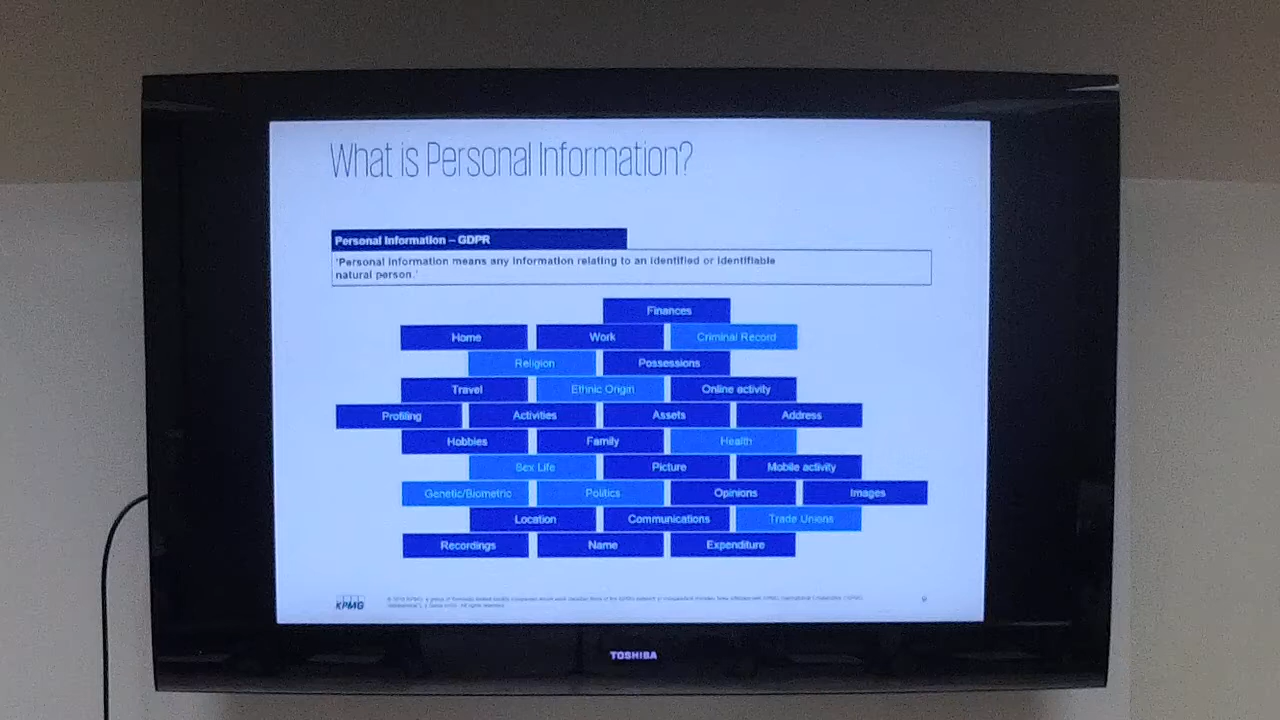 What is Personal Information?
Personal Information – GDPR
'Personal information means any information relating to an identified or identifiable
natural person.'
Finances
Home Work Criminal Record
Religion Possessions
Travel Ethnic Origin Online activity
Profiling Activities Assets Address
Hobbies Family Health
Sex Life Picture Mobile activity
Genetic/Biometric Politics Opinions Images
Location Communications Trade Unions
Recordings Name Expenditure
KPMG
TOSHIBA